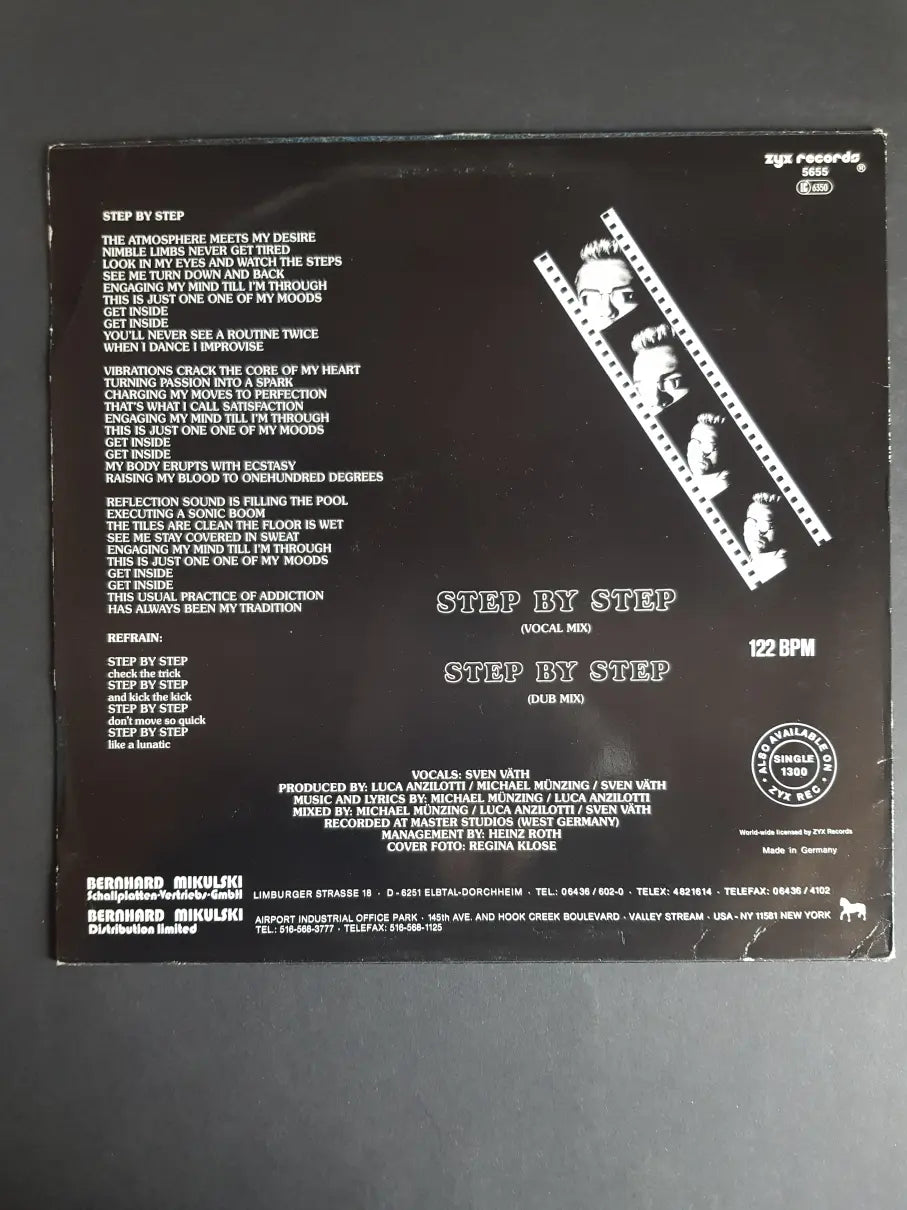 zyx records ®
5655
LC 6350
STEP BY STEP
THE ATMOSPHERE MEETS MY DESIRE
NIMBLE LIMBS NEVER GET TIRED
LOOK IN MY EYES AND WATCH THE STEPS
SEE ME TURN DOWN AND BACK
ENGAGING MY MIND TILL I'M THROUGH
THIS IS JUST ONE ONE OF MY MOODS
GET INSIDE
GET INSIDE
YOU'LL NEVER SEE A ROUTINE TWICE
WHEN I DANCE I IMPROVISE
VIBRATIONS CRACK THE CORE OF MY HEART
TURNING PASSION INTO A SPARK
CHARGING MY MOVES TO PERFECTION
THAT'S WHAT I CALL SATISFACTION
ENGAGING MY MIND TILL I'M THROUGH
THIS IS JUST ONE ONE OF MY MOODS
GET INSIDE
GET INSIDE
MY BODY ERUPTS WITH ECSTASY
RAISING MY BLOOD TO ONEHUNDRED DEGREES
REFLECTION SOUND IS FILLING THE POOL
EXECUTING A SONIC BOOM
THE TILES ARE CLEAN THE FLOOR IS WET
SEE ME STAY COVERED IN SWEAT
ENGAGING MY MIND TILL I'M THROUGH
THIS IS JUST ONE ONE OF MY MOODS
GET INSIDE
GET INSIDE
THIS USUAL PRACTICE OF ADDICTION
HAS ALWAYS BEEN MY TRADITION
REFRAIN:
STEP BY STEP
check the trick
STEP BY STEP
and kick the kick
STEP BY STEP
don't move so quick
STEP BY STEP
like a lunatic
STEP BY STEP
(VOCAL MIX)
STEP BY STEP
(DUB MIX)
122 BPM
· ALSO AVAILABLE ON ·
SINGLE
1300
ZYX REC
VOCALS: SVEN VÄTH
PRODUCED BY: LUCA ANZILOTTI / MICHAEL MÜNZING / SVEN VÄTH
MUSIC AND LYRICS BY: MICHAEL MÜNZING / LUCA ANZILOTTI
MIXED BY: MICHAEL MÜNZING / LUCA ANZILOTTI / SVEN VÄTH
RECORDED AT MASTER STUDIOS (WEST GERMANY)
MANAGEMENT BY: HEINZ ROTH
COVER FOTO: REGINA KLOSE
World-wide licensed by ZYX Records
Made in Germany
BERNHARD MIKULSKI
Schallplatten-Vertriebs-GmbH LIMBURGER STRASSE 18 · D-6251 ELBTAL-DORCHHEIM · TEL.: 06436 / 602-0 · TELEX: 4821614 · TELEFAX: 06436 / 4102
BERNHARD MIKULSKI
Distribution limited
AIRPORT INDUSTRIAL OFFICE PARK · 145th AVE. AND HOOK CREEK BOULEVARD · VALLEY STREAM · USA - NY 11581 NEW YORK
TEL.: 516-568-3777 · TELEFAX: 516-568-1125